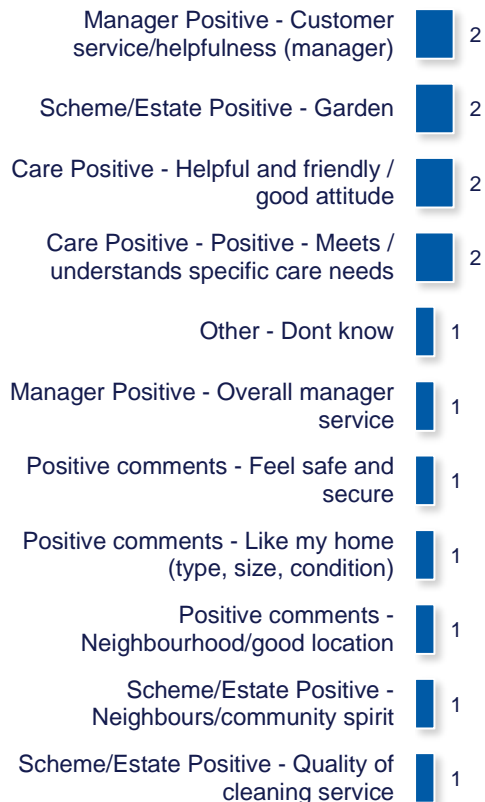 Manager Positive - Customer
service/helpfulness (manager)
2
Scheme/Estate Positive - Garden
2
Care Positive - Helpful and friendly /
good attitude
2
Care Positive - Positive - Meets /
understands specific care needs
2
Other - Dont know
1
Manager Positive - Overall manager
service
1
Positive comments - Feel safe and
secure
1
Positive comments - Like my home
(type, size, condition)
1
Positive comments -
Neighbourhood/good location
1
Scheme/Estate Positive -
Neighbours/community spirit
1
Scheme/Estate Positive - Quality of
cleaning service
1